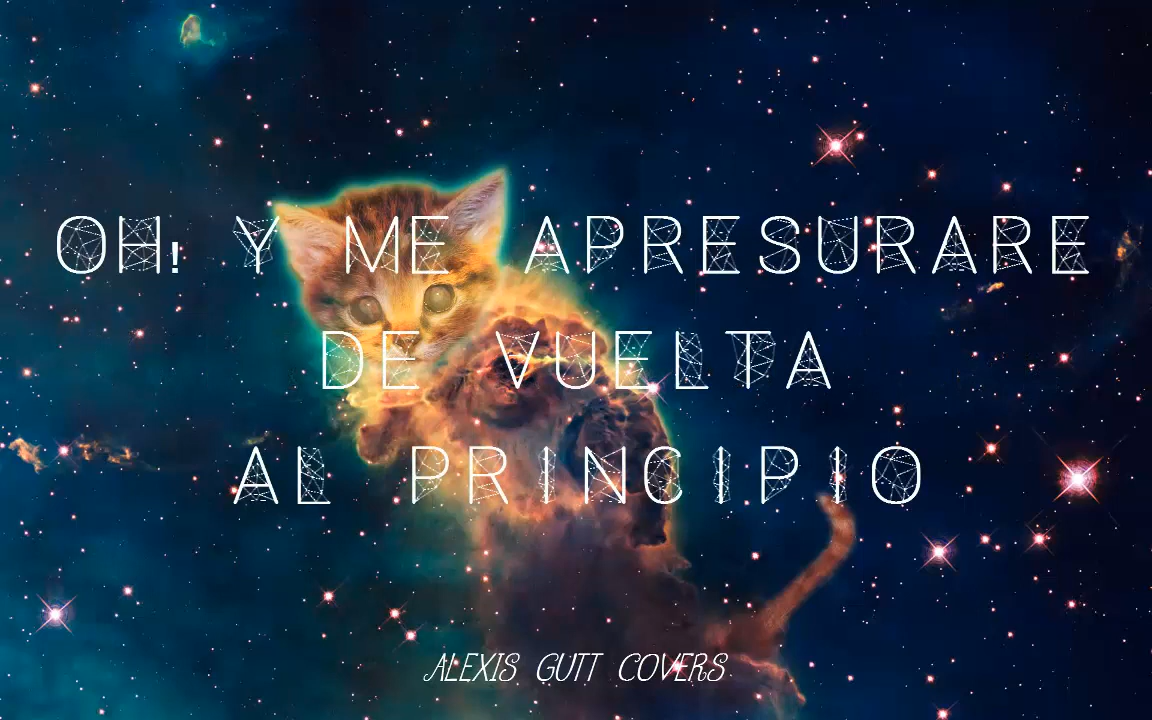 OH! Y ME APRESURARE
DE VUELTA
AL PRINCIPIO
ALEXIS GUTT COVERS